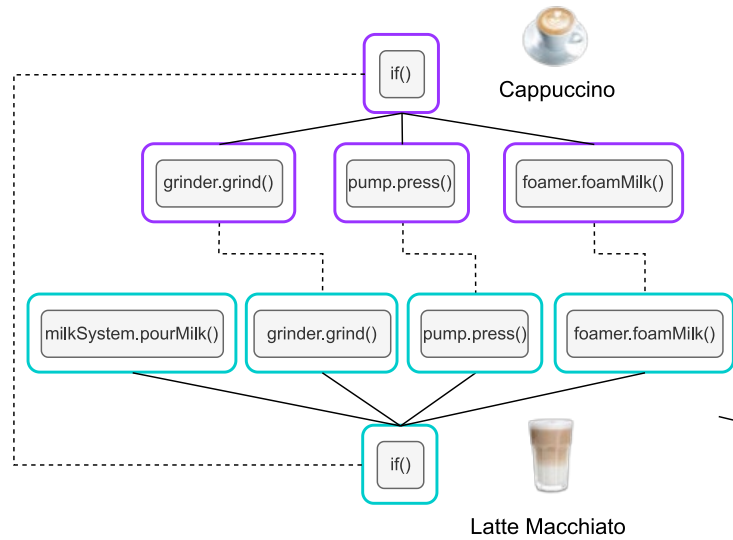 if()
Cappuccino
grinder.grind()
pump.press()
foamer.foamMilk()
milkSystem.pourMilk()
grinder.grind()
pump.press()
foamer.foamMilk()
if()
Latte Macchiato